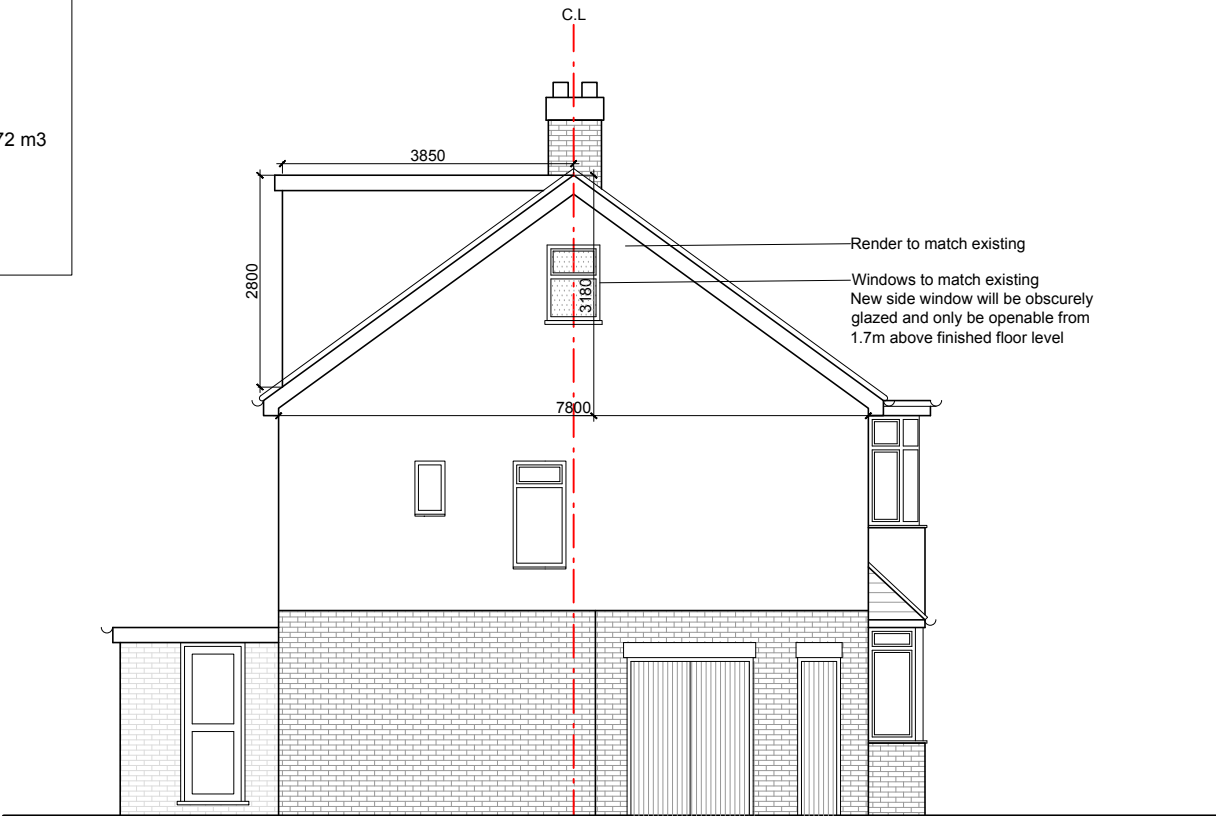 C.L
72 m3
3850
2800
Render to match existing
Windows to match existing
New side window will be obscurely
glazed and only be openable from
1.7m above finished floor level
3180
7800